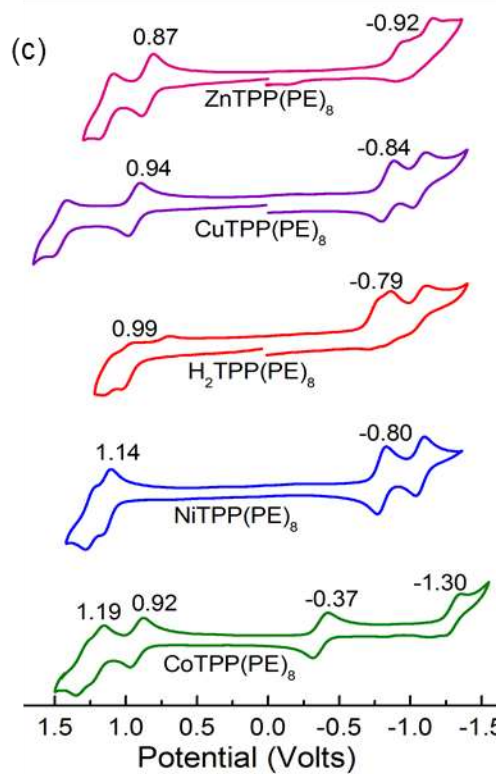 (c)
0.87 -0.92
ZnTPP(PE)₈
0.94 -0.84
CuTPP(PE)₈
0.99 -0.79
H₂TPP(PE)₈
1.14 -0.80
NiTPP(PE)₈
1.19 0.92 -0.37 -1.30
CoTPP(PE)₈
1.5 1.0 0.5 0.0 -0.5 -1.0 -1.5
Potential (Volts)